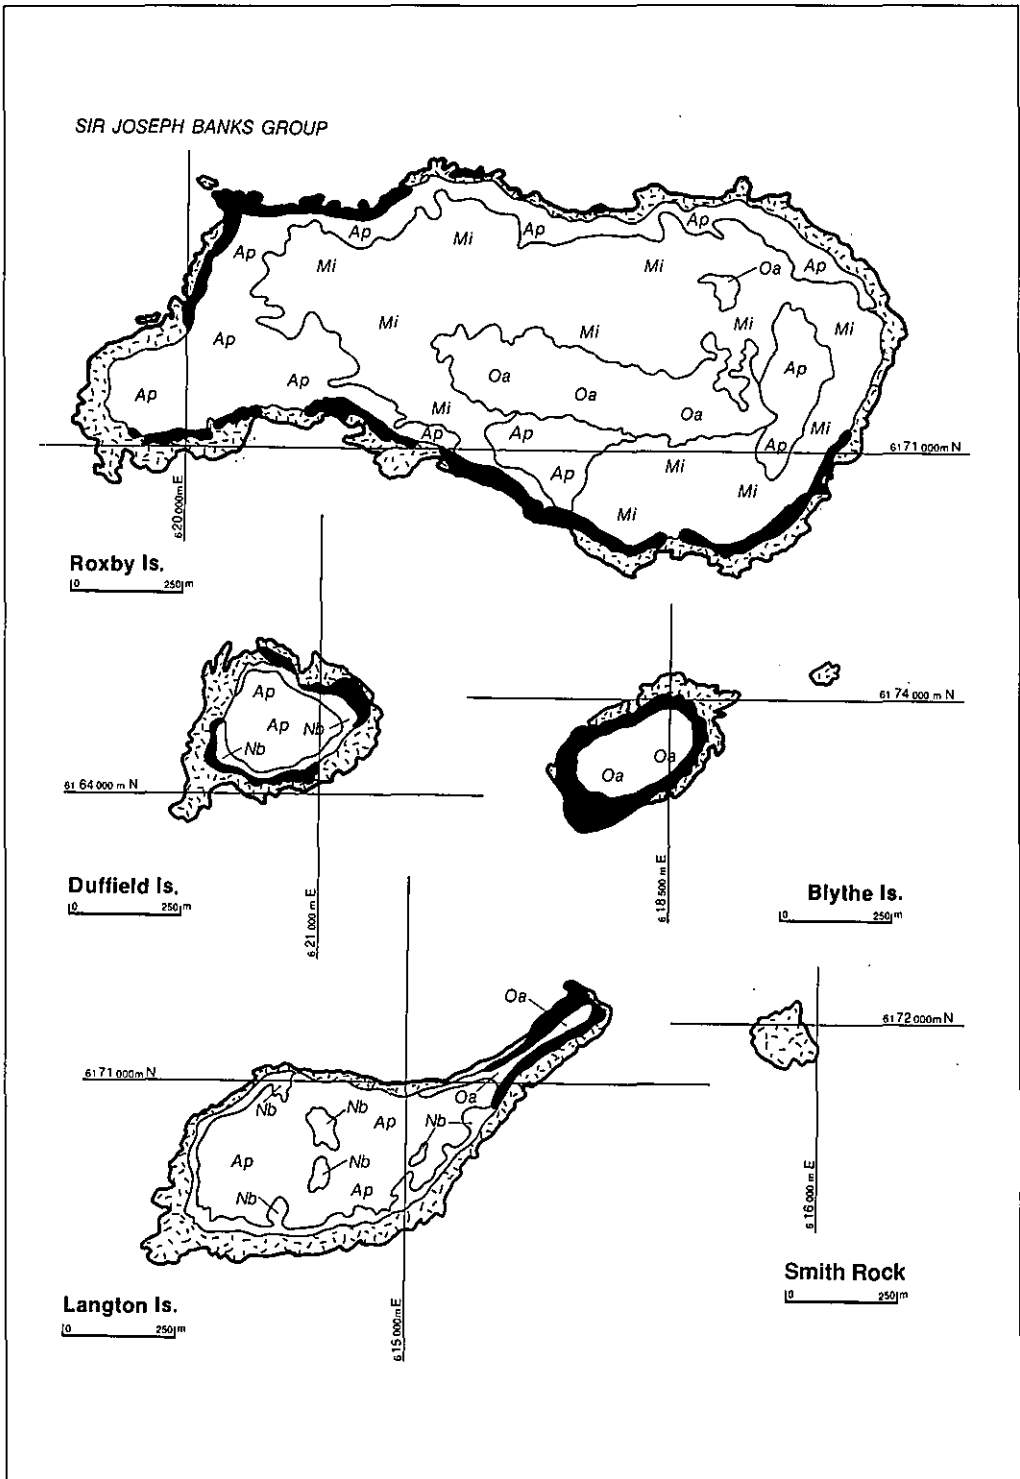 SIR JOSEPH BANKS GROUP
Ap
Ap
Ap
Ap
Mi
Mi
Mi
Oa
Ap
Ap
Mi
Mi
Mi
Mi
Ap
Ap
Ap
Oa
Oa
Oa
Ap
Mi
Ap
Ap
Mi
Ap
6171 000m N
Ap
Mi
Mi
Mi
620 000m E
Roxby Is.
0 250 m
Ap
Ap
Nb
Nb
6164 000 m N
621 000 m E
Duffield Is.
0 250 m
6174 000 m N
Oa
Oa
618 500 m E
Blythe Is.
0 250 m
Oa
6171 000m N
Oa
Nb
Nb
Ap
Nb
Ap
Nb
Nb
Ap
615 000m E
Langton Is.
0 250 m
6172 000m N
616 000 m E
Smith Rock
0 250 m